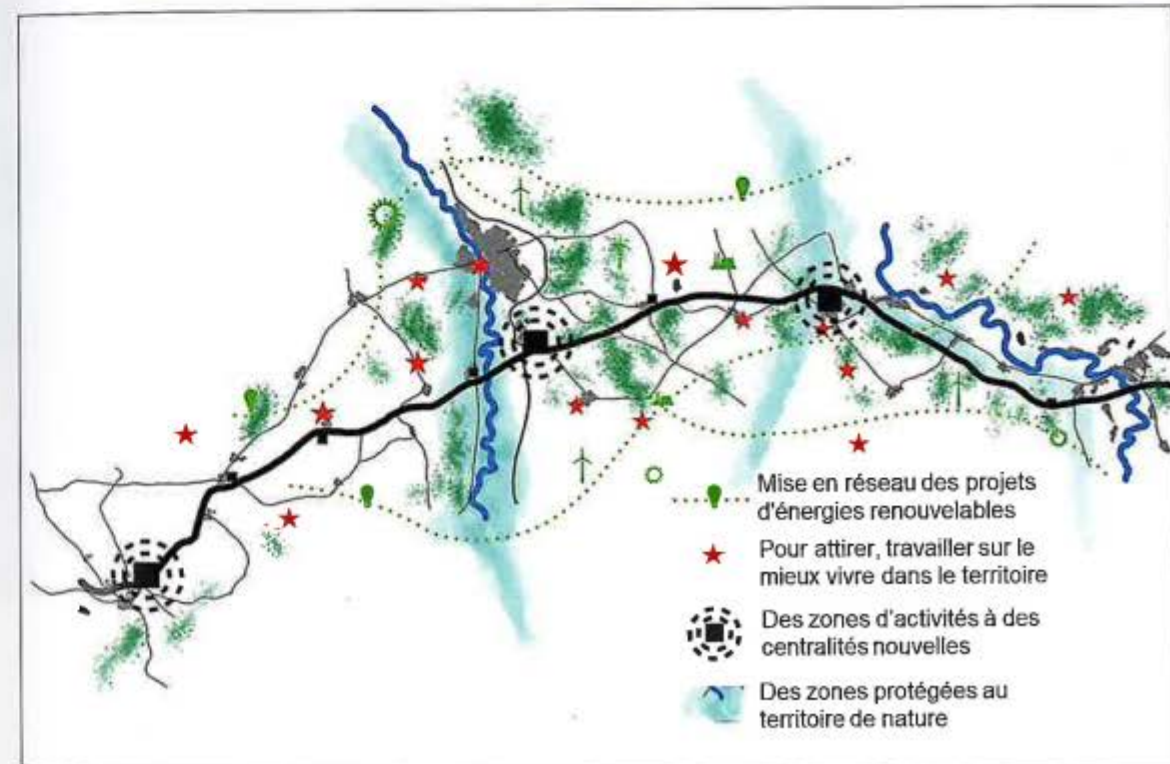 Mise en réseau des projets
d'énergies renouvelables
Pour attirer, travailler sur le
mieux vivre dans le territoire
Des zones d'activités à des
centralités nouvelles
Des zones protégées au
territoire de nature